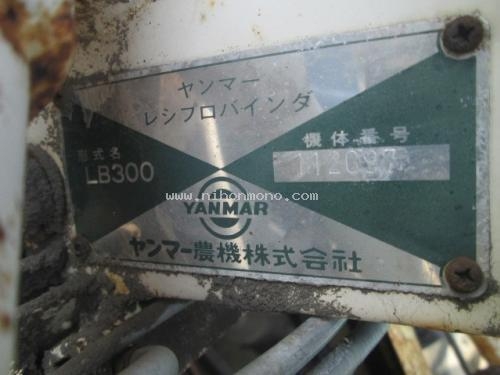 ヤンマー
レシプロバインダ
形式名
LB300
機体番号
www.nihonmono.com
YANMAR
ヤンマー農機株式会社